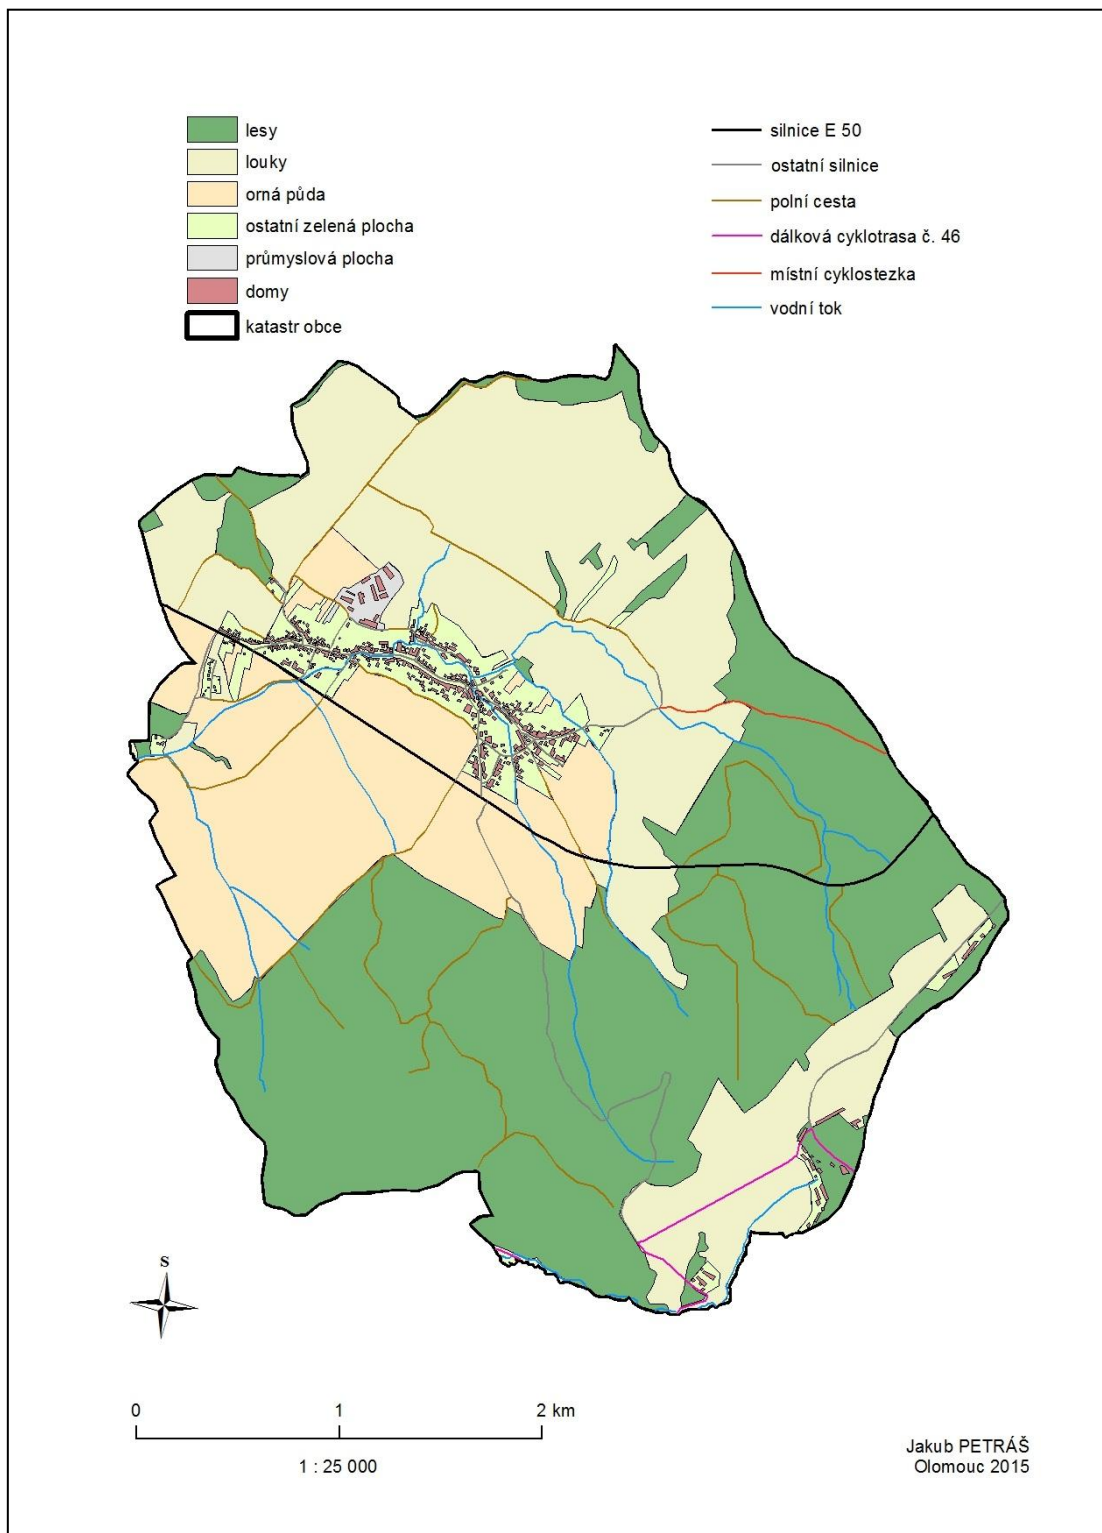 lesy
louky
orná půda
ostatní zelená plocha
průmyslová plocha
domy
katastr obce
silnice E 50
ostatní silnice
polní cesta
dálková cyklotrasa č. 46
místní cyklostezka
vodní tok
S
0 1 2 km
1 : 25 000
Jakub PETRÁŠ
Olomouc 2015